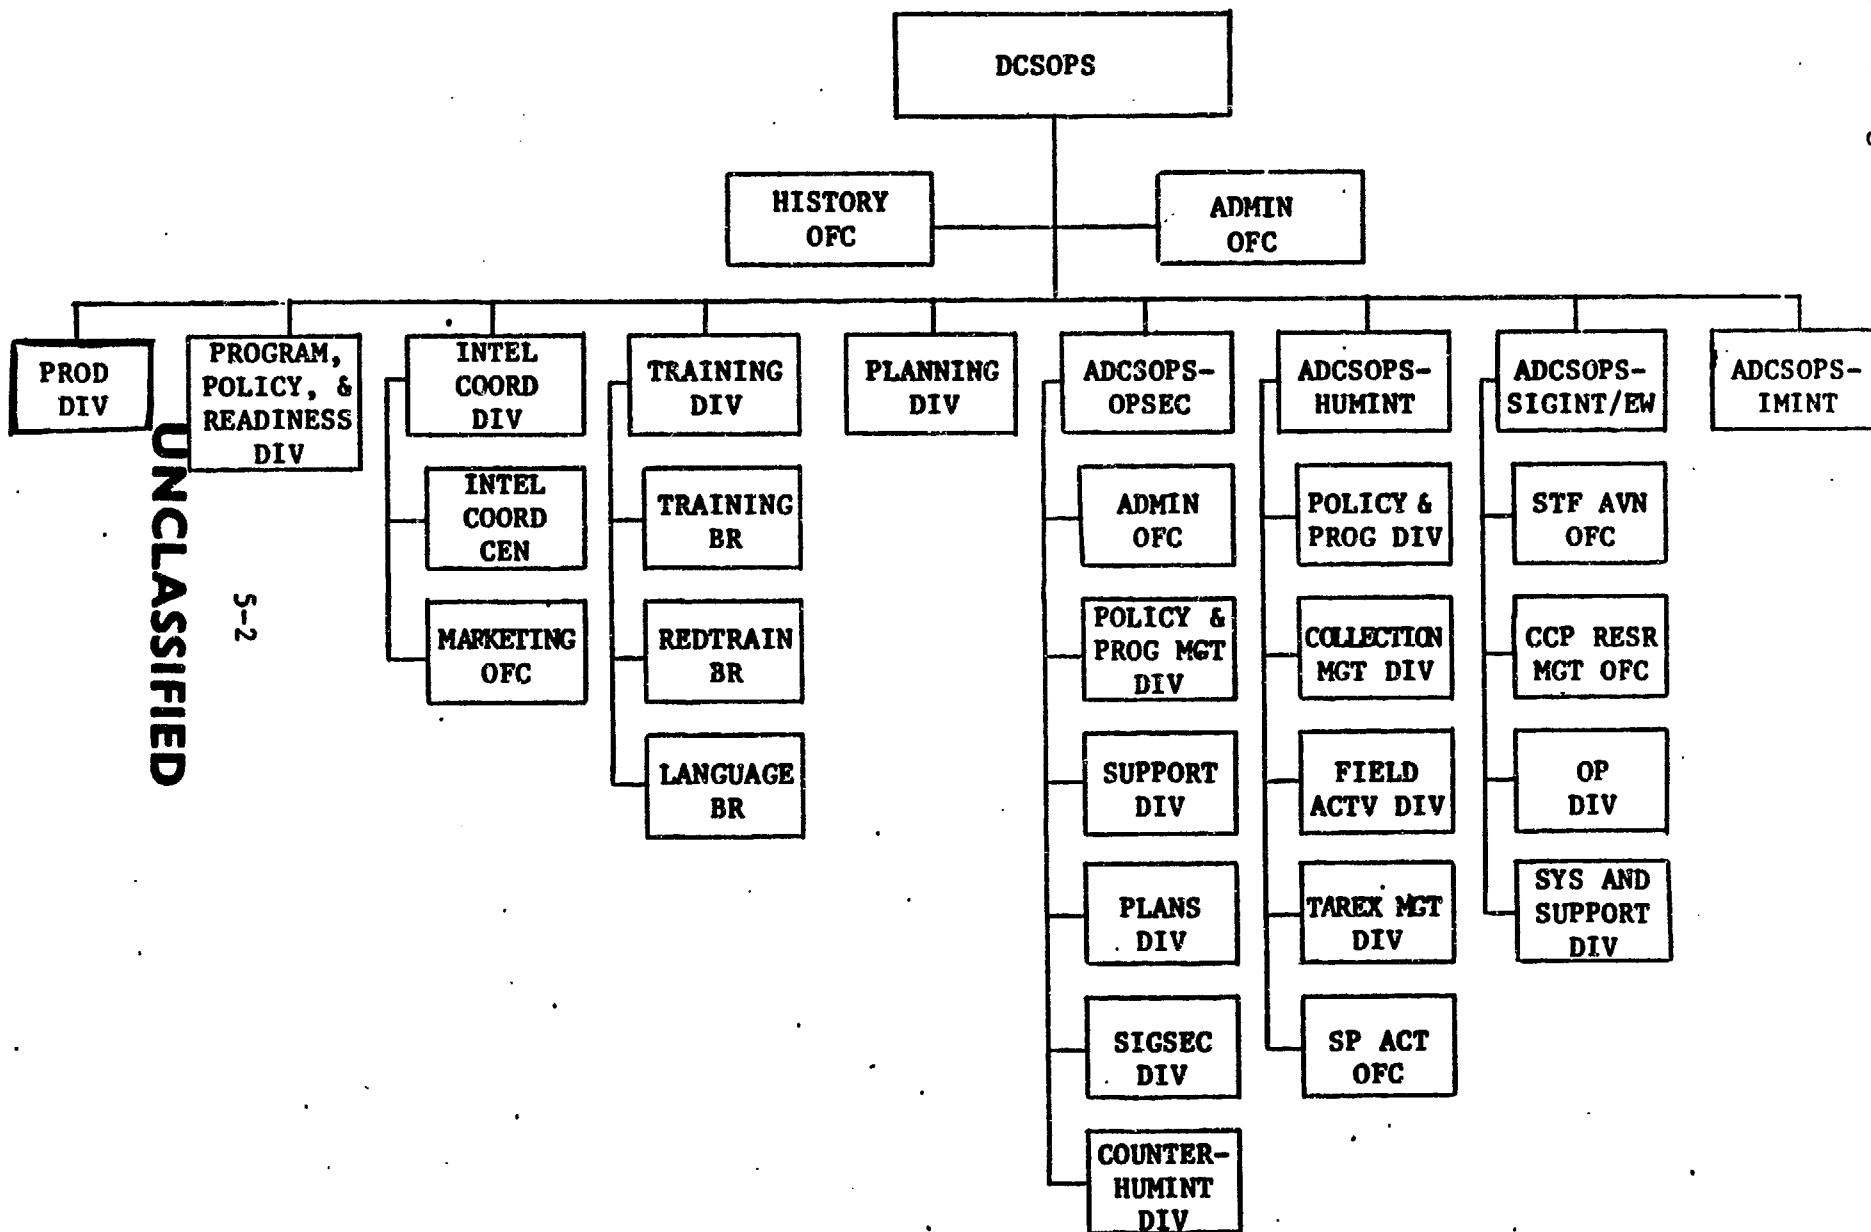 DCSOPS
HISTORY
OFC
ADMIN
OFC
PROD
DIV
PROGRAM,
POLICY, &
READINESS
DIV
INTEL
COORD
DIV
TRAINING
DIV
PLANNING
DIV
ADCSOPS-
OPSEC
ADCSOPS-
HUMINT
ADCSOPS-
SIGINT/EW
ADCSOPS-
IMINT
INTEL
COORD
CEN
MARKETING
OFC
TRAINING
BR
REDTRAIN
BR
LANGUAGE
BR
ADMIN
OFC
POLICY &
PROG MGT
DIV
SUPPORT
DIV
PLANS
DIV
SIGSEC
DIV
COUNTER-
HUMINT
DIV
POLICY &
PROG DIV
COLLECTION
MGT DIV
FIELD
ACTV DIV
TAREX MGT
DIV
SP ACT
OFC
STF AVN
OFC
CCP RESR
MGT OFC
OP
DIV
SYS AND
SUPPORT
DIV
5-2
UNCLASSIFIED